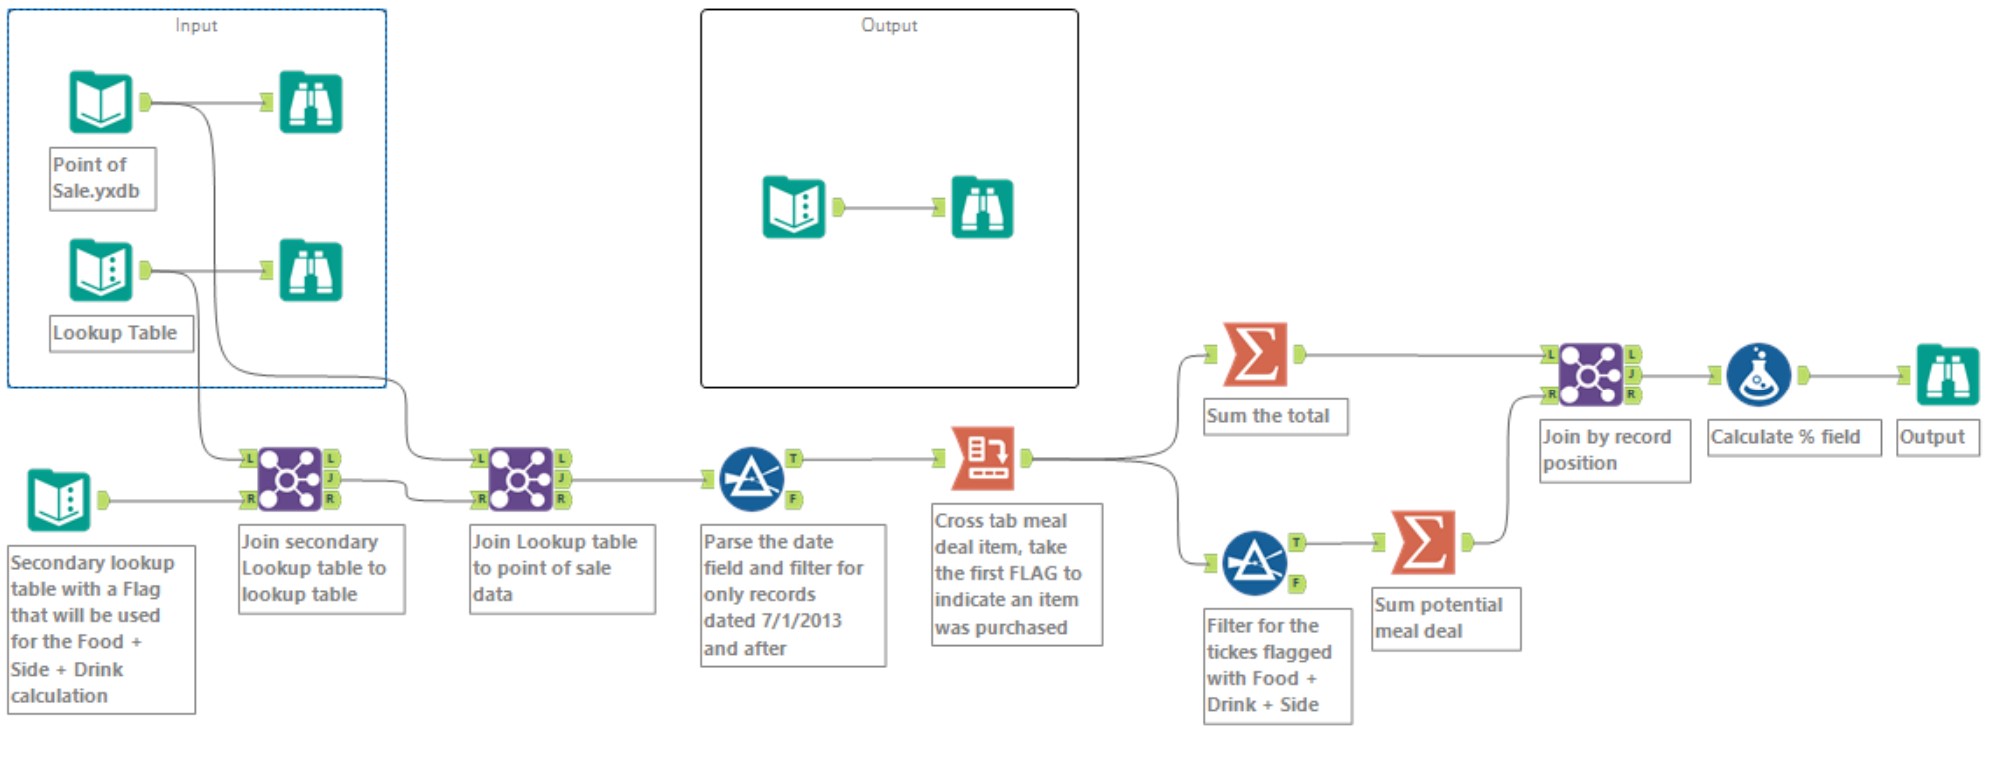 Input
Point of
Sale.yxdb
Lookup Table
Output
Secondary lookup
table with a Flag
that will be used
for the Food +
Side + Drink
calculation
L
R
L
J
R
Join secondary
Lookup table to
lookup table
L
R
L
J
R
Join Lookup table
to point of sale
data
T
F
Parse the date
field and filter for
only records
dated 7/1/2013
and after
Cross tab meal
deal item, take
the first FLAG to
indicate an item
was purchased
Sum the total
T
F
Filter for the
tickes flagged
with Food +
Drink + Side
Sum potential
meal deal
L
R
L
J
R
Join by record
position
Calculate % field
Output